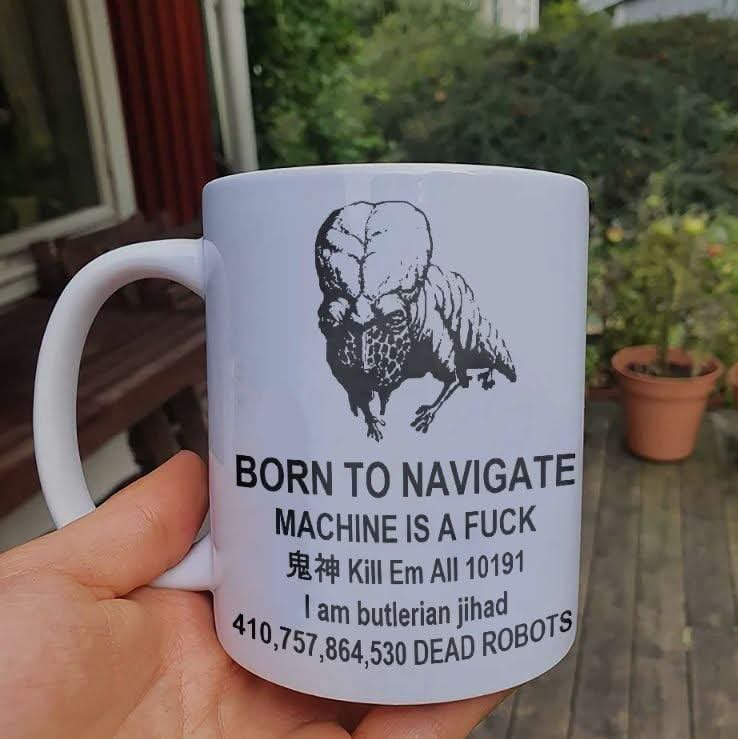 BORN TO NAVIGATE
MACHINE IS A FUCK
鬼神 Kill Em All 10191
I am butlerian jihad
410,757,864,530 DEAD ROBOTS